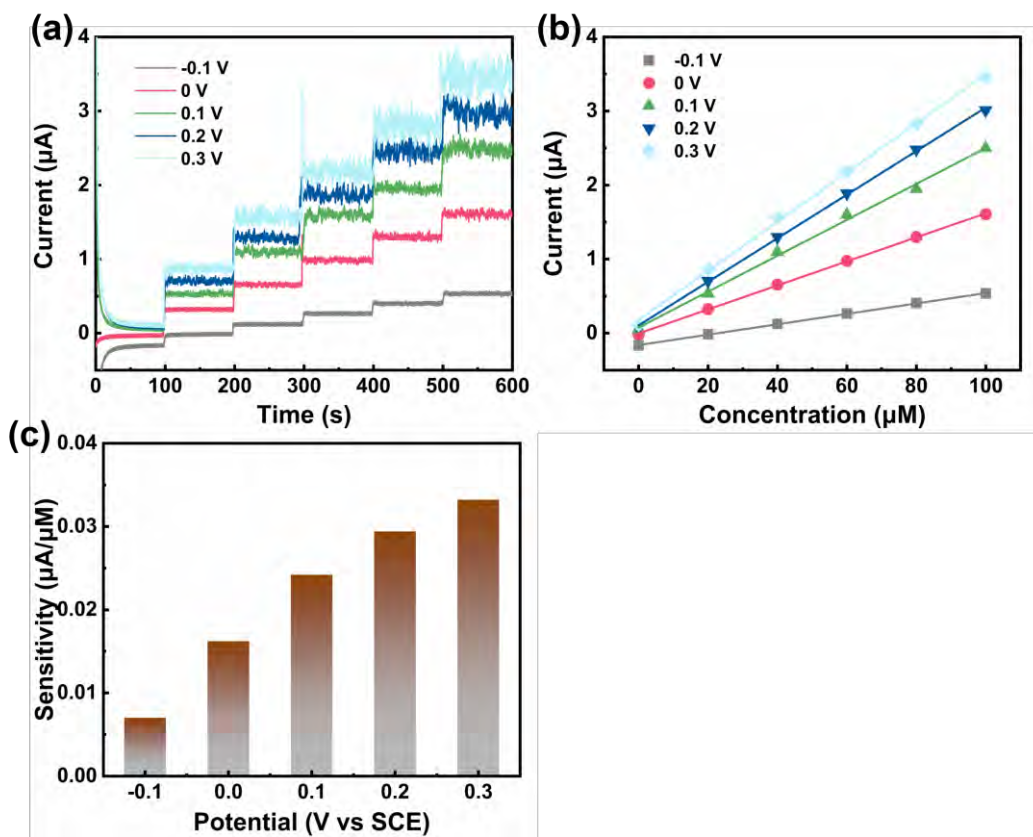 (a)
4
3
2
1
0
Current (μA)
-0.1 V
0 V
0.1 V
0.2 V
0.3 V
0 100 200 300 400 500 600
Time (s)
(b)
4
3
2
1
0
Current (μA)
-0.1 V
0 V
0.1 V
0.2 V
0.3 V
0 20 40 60 80 100
Concentration (μM)
(c)
0.04
0.03
0.02
0.01
0.00
Sensitivity (μA/μM)
-0.1 0.0 0.1 0.2 0.3
Potential (V vs SCE)